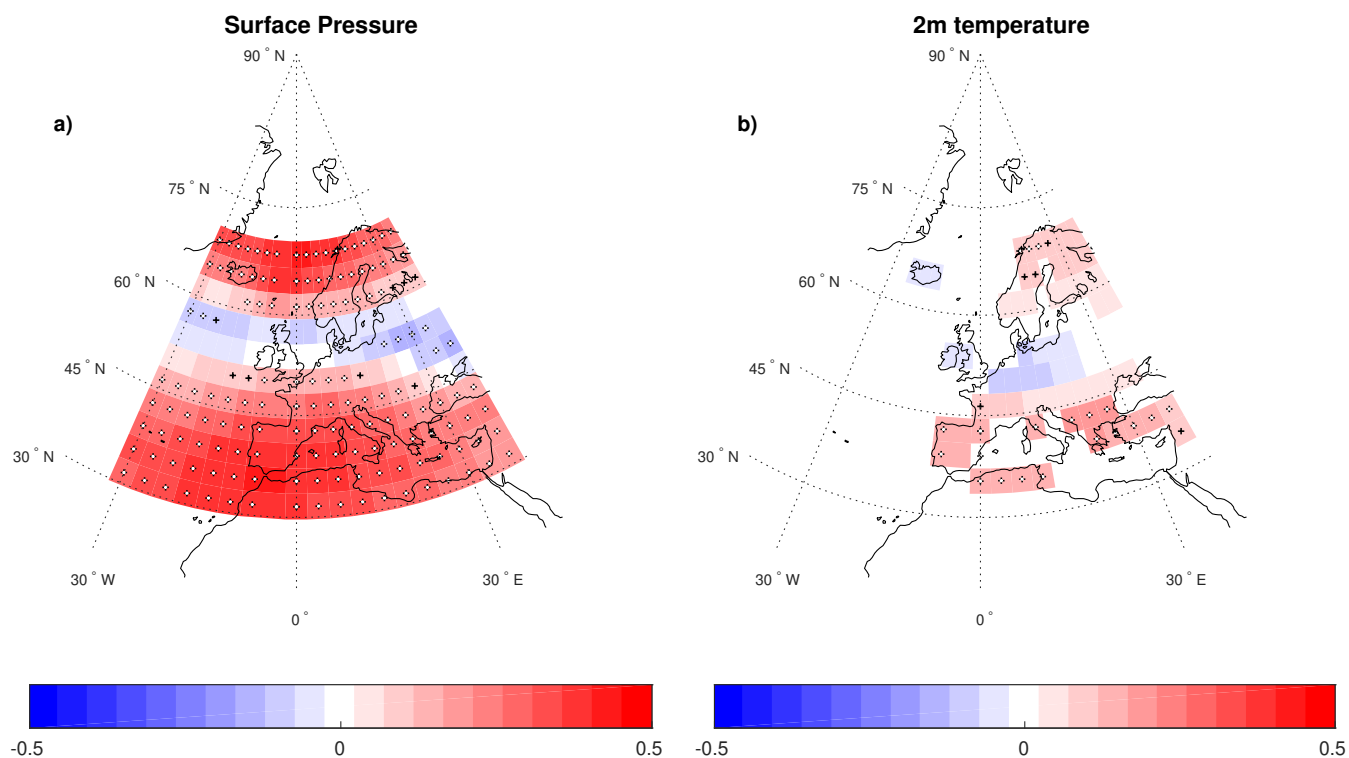 Surface Pressure
90 ° N
a)
75 ° N
60 ° N
45 ° N
30 ° N
30 ° W
30 ° E
0 °
-0.5
0
0.5
2m temperature
90 ° N
b)
75 ° N
60 ° N
45 ° N
30 ° N
30 ° W
30 ° E
0 °
-0.5
0
0.5